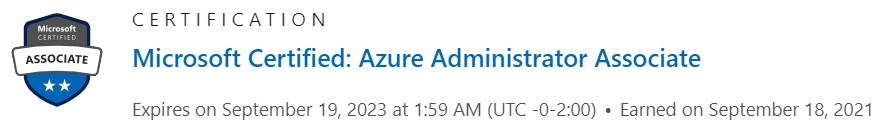 Microsoft
CERTIFIED
ASSOCIATE
CERTIFICATION
Microsoft Certified: Azure Administrator Associate
Expires on September 19, 2023 at 1:59 AM (UTC -0-2:00) • Earned on September 18, 2021